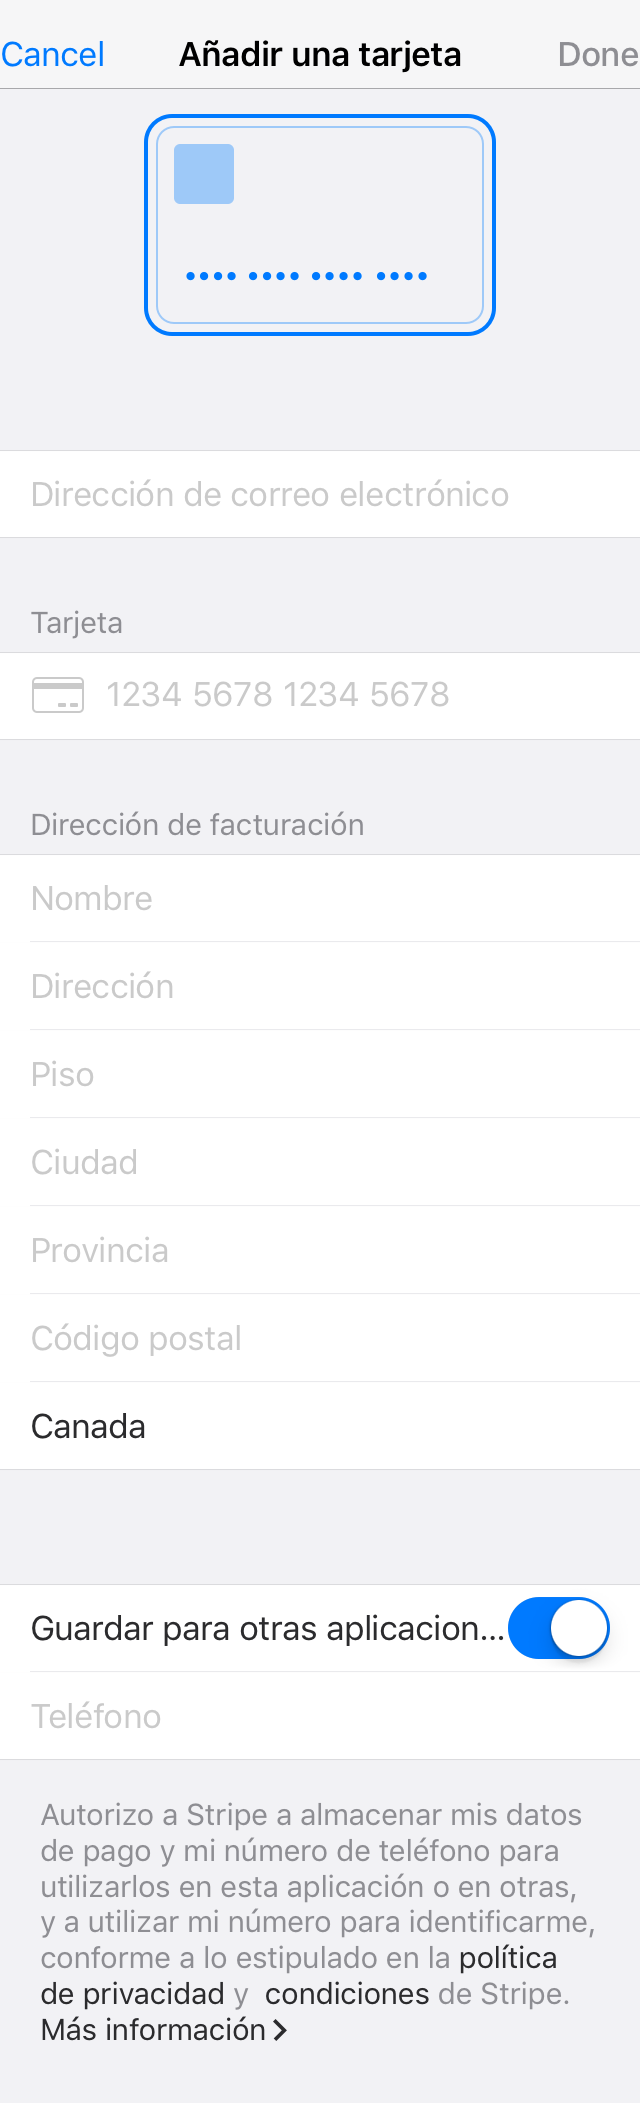 Cancel Añadir una tarjeta Done
•••• •••• •••• ••••
Dirección de correo electrónico
Tarjeta
1234 5678 1234 5678
Dirección de facturación
Nombre
Dirección
Piso
Ciudad
Provincia
Código postal
Canada
Guardar para otras aplicacion...
Teléfono
Autorizo a Stripe a almacenar mis datos
de pago y mi número de teléfono para
utilizarlos en esta aplicación o en otras,
y a utilizar mi número para identificarme,
conforme a lo estipulado en la política
de privacidad y condiciones de Stripe.
Más información